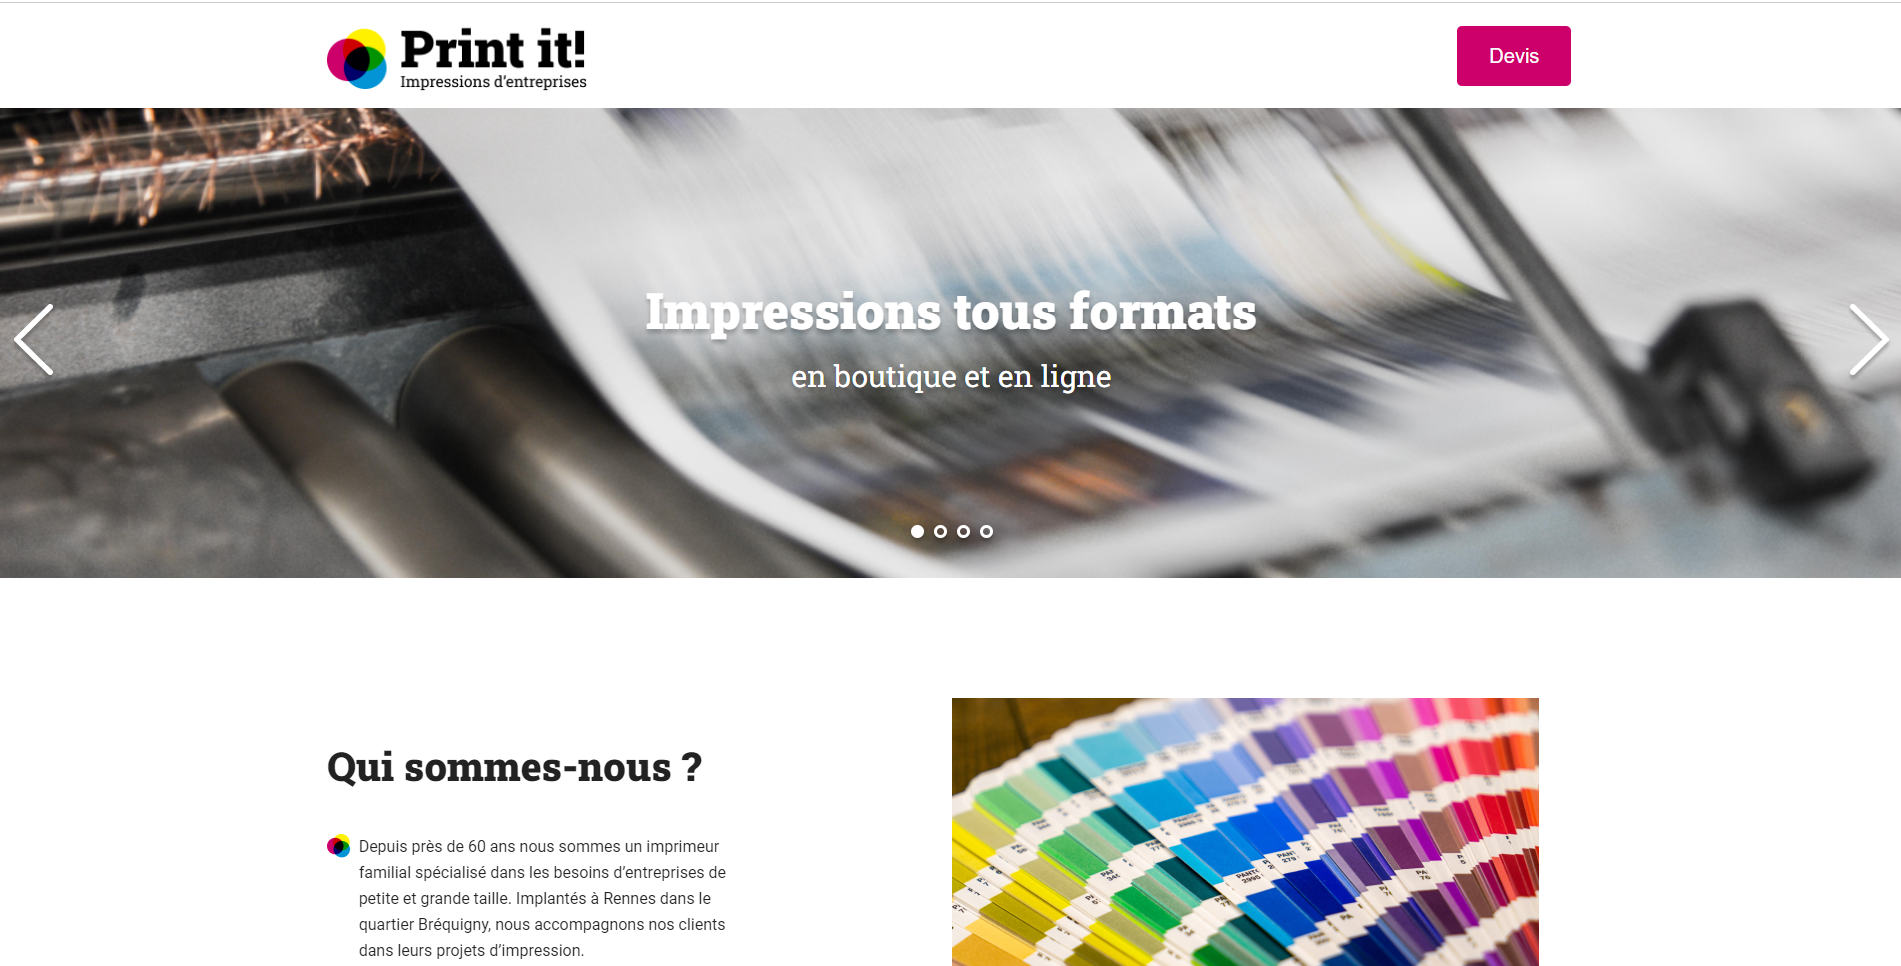 Print it!
Impressions d'entreprises
Devis
Impressions tous formats
en boutique et en ligne
Qui sommes-nous ?
Depuis près de 60 ans nous sommes un imprimeur
familial spécialisé dans les besoins d’entreprises de
petite et grande taille. Implantés à Rennes dans le
quartier Bréquigny, nous accompagnons nos clients
dans leurs projets d’impression.